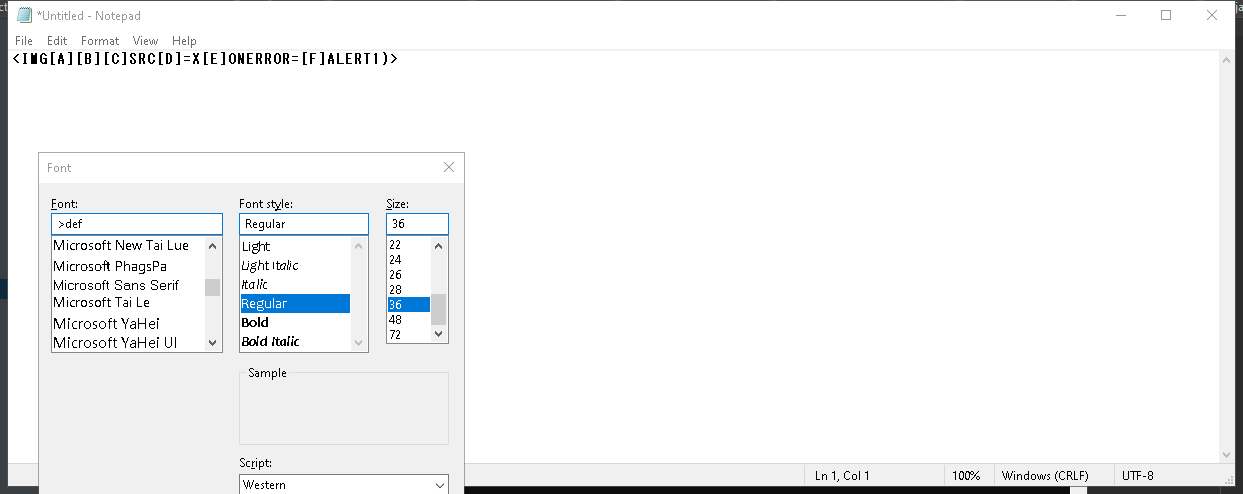 *Untitled - Notepad
File Edit Format View Help
<IMG[A][B][C]SRC[D]=X[E]ONERROR=[F]ALERT1)>
Font
Font: Font style: Size:
>def Regular 36
Microsoft New Tai Lue Light 22
Microsoft PhagsPa Light Italic 24
Microsoft Sans Serif Italic 26
Microsoft Tai Le Regular 28
Microsoft YaHei Bold 36
Microsoft YaHei UI Bold Italic 48
72
Sample
Script:
Western
Ln 1, Col 1 100% Windows (CRLF) UTF-8